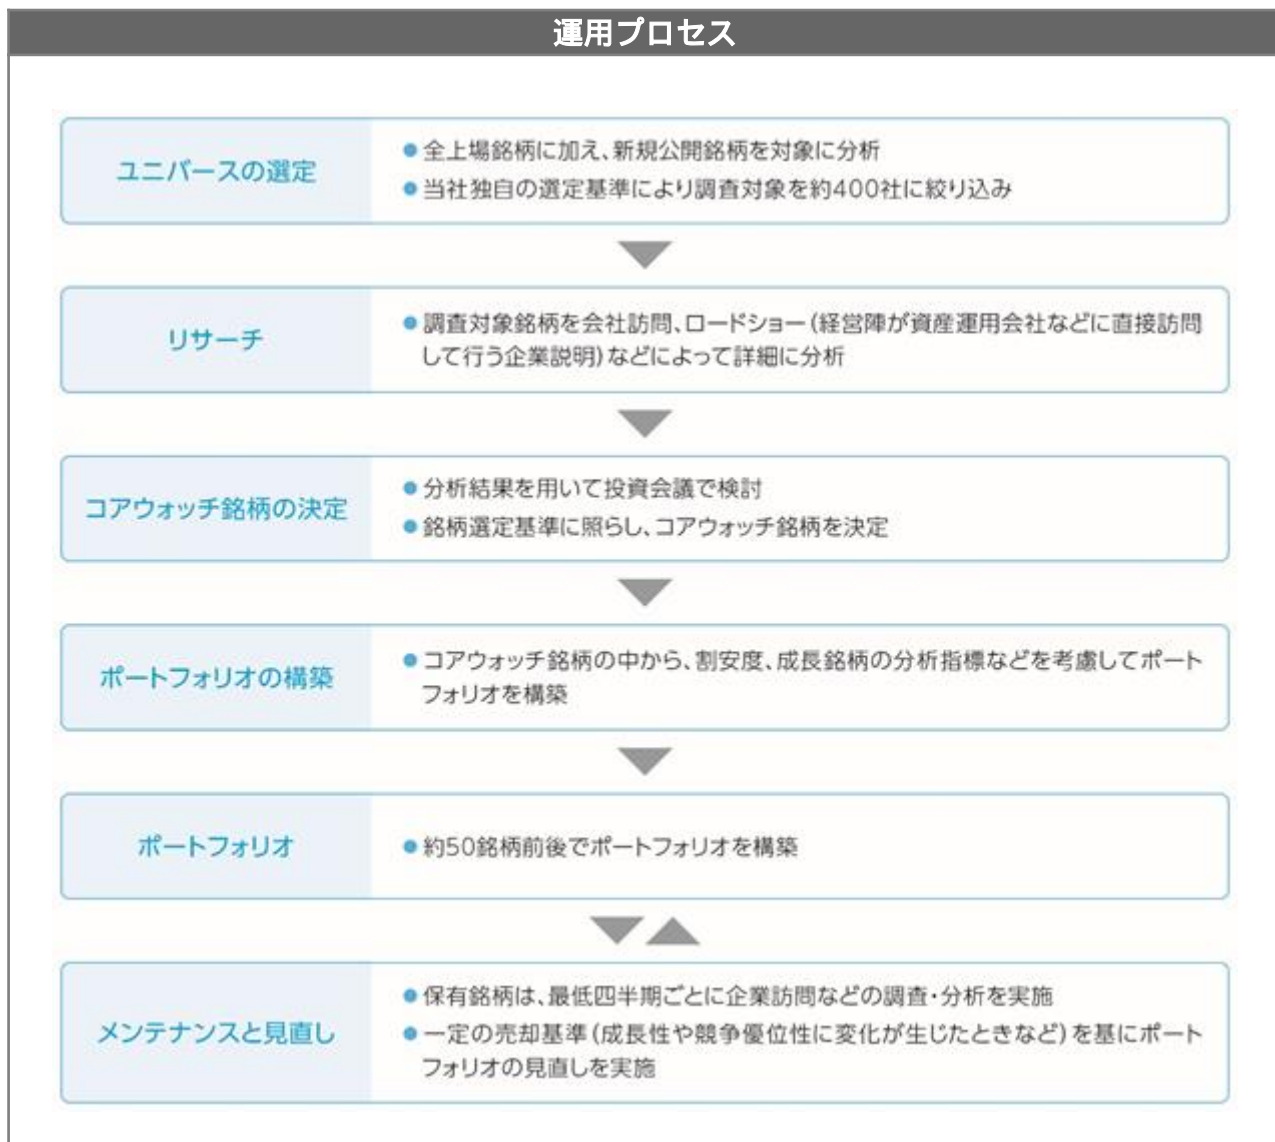 運用プロセス
ユニバースの選定
●全上場銘柄に加え、新規公開銘柄を対象に分析
●当社独自の選定基準により調査対象を約400社に絞り込み
リサーチ
●調査対象銘柄を会社訪問、ロードショー(経営陣が資産運用会社などに直接訪問
して行う企業説明)などによって詳細に分析
コアウォッチ銘柄の決定
●分析結果を用いて投資会議で検討
●銘柄選定基準に照らし、コアウォッチ銘柄を決定
ポートフォリオの構築
●コアウォッチ銘柄の中から、割安度、成長銘柄の分析指標などを考慮してポート
フォリオを構築
ポートフォリオ
●約50銘柄前後でポートフォリオを構築
メンテナンスと見直し
●保有銘柄は、最低四半期ごとに企業訪問などの調査・分析を実施
●一定の売却基準(成長性や競争優位性に変化が生じたときなど)を基にポート
フォリオの見直しを実施